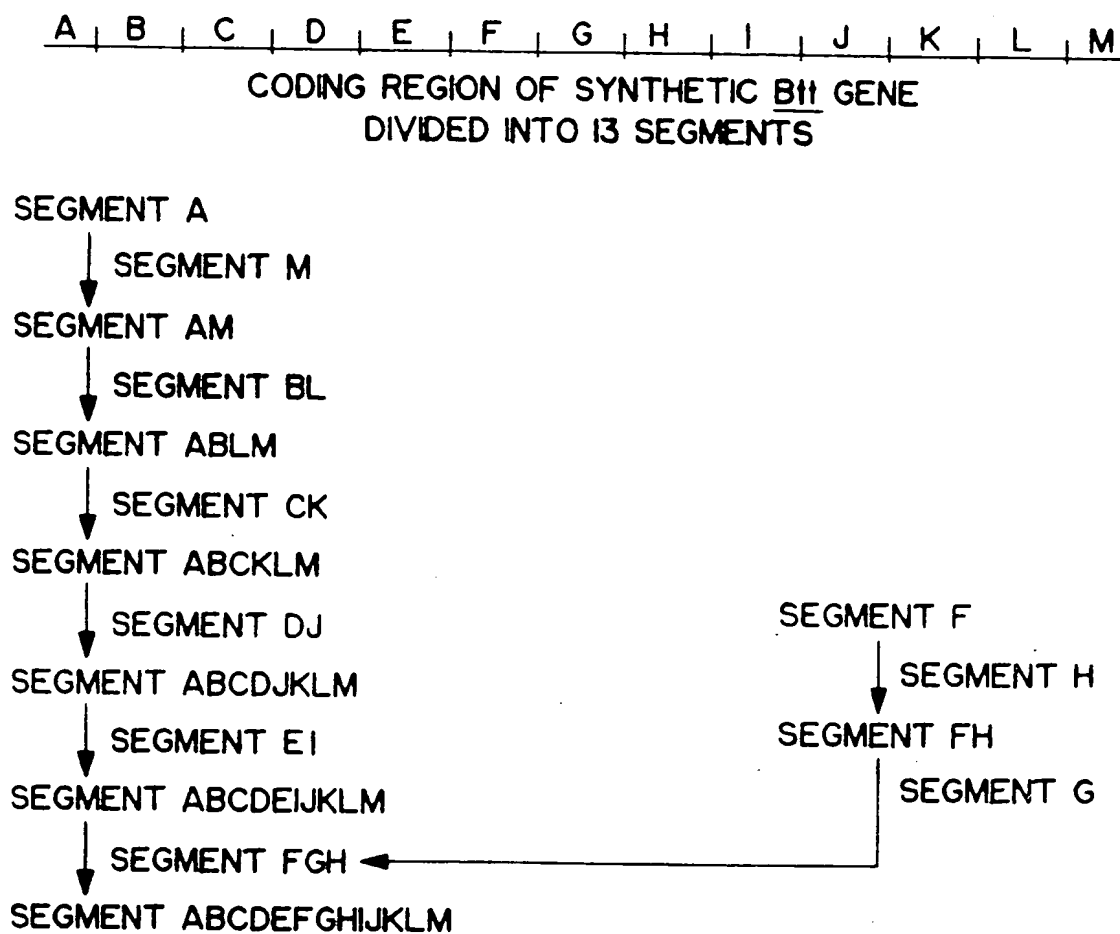 A B C D E F G H I J K L M
CODING REGION OF SYNTHETIC Btt GENE
DIVIDED INTO 13 SEGMENTS
SEGMENT A
SEGMENT M
SEGMENT AM
SEGMENT BL
SEGMENT ABLM
SEGMENT CK
SEGMENT ABCKLM
SEGMENT DJ
SEGMENT ABCDJKLM
SEGMENT EI
SEGMENT ABCDEIJKLM
SEGMENT FGH
SEGMENT ABCDEFGHIJKLM
SEGMENT F
SEGMENT H
SEGMENT FH
SEGMENT G